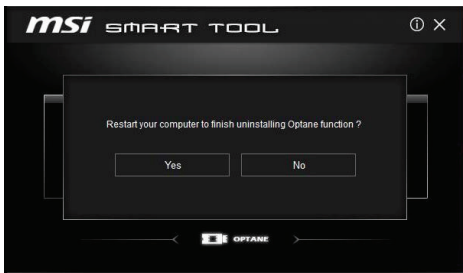 msi SMART TOOL
Restart your computer to finish uninstalling Optane function ?
Yes No
OPTANE